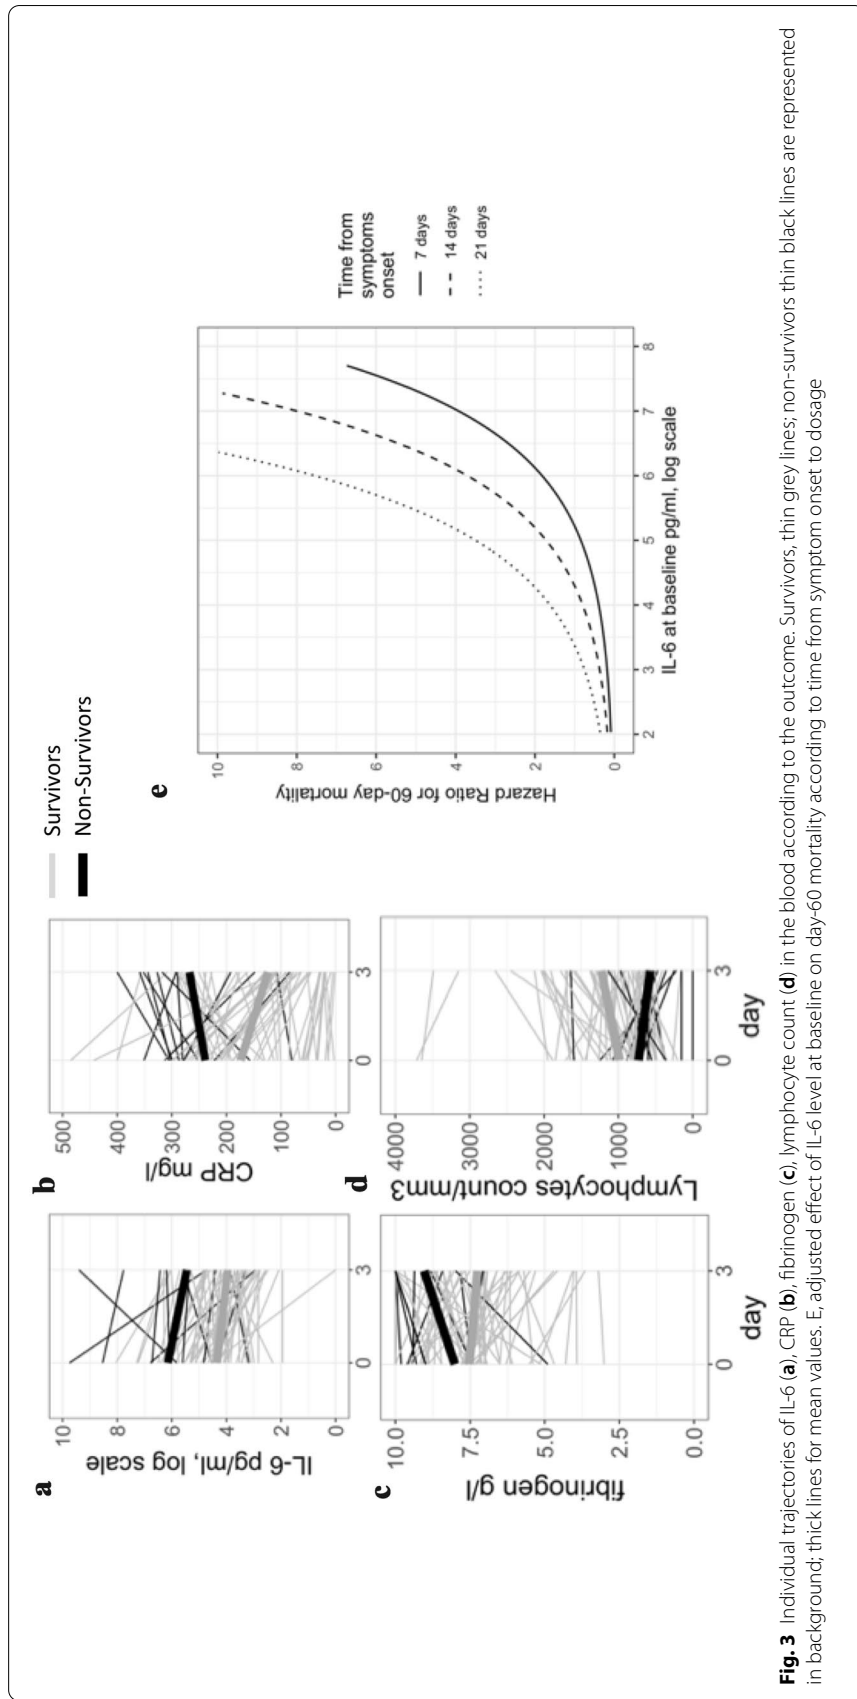 Survivors
Non-Survivors
a
IL-6 pg/ml, log scale
10
8
6
4
2
0
0
3
b
CRP mg/l
500
400
300
200
100
0
0
3
c
fibrinogen g/l
10.0
7.5
5.0
2.5
0.0
0
3
day
d
Lymphocytes count/mm3
4000
3000
2000
1000
0
0
3
day
e
Hazard Ratio for 60-day mortality
10
8
6
4
2
0
2
3
4
5
6
7
8
IL-6 at baseline pg/ml, log scale
Time from
symptoms
onset
7 days
14 days
21 days
Fig. 3 Individual trajectories of IL-6 (a), CRP (b), fibrinogen (c), lymphocyte count (d) in the blood according to the outcome. Survivors, thin grey lines; non-survivors thin black lines are represented
in background; thick lines for mean values. E, adjusted effect of IL-6 level at baseline on day-60 mortality according to time from symptom onset to dosage